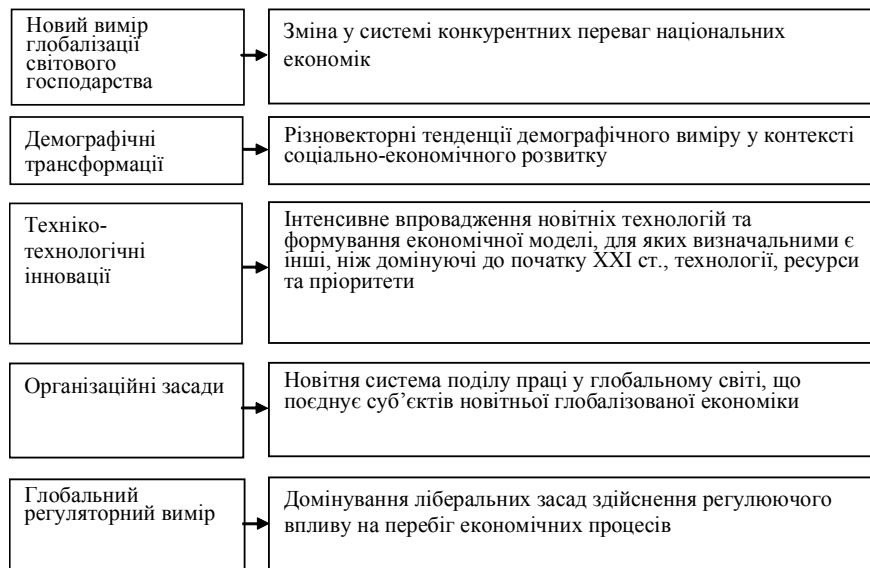 Новий вимір
глобалізації
світового
господарства
Зміна у системі конкурентних переваг національних
економік
Демографічні
трансформації
Різновекторні тенденції демографічного виміру у контексті
соціально-економічного розвитку
Техніко-
технологічні
інновації
Інтенсивне впровадження новітніх технологій та
формування економічної моделі, для яких визначальними є
інші, ніж домінуючі до початку ХХІ ст., технології, ресурси
та пріоритети
Організаційні засади
Новітня система поділу праці у глобальному світі, що
поєднує суб’єктів новітньої глобалізованої економіки
Глобальний
регуляторний вимір
Домінування ліберальних засад здійснення регулюючого
впливу на перебіг економічних процесів